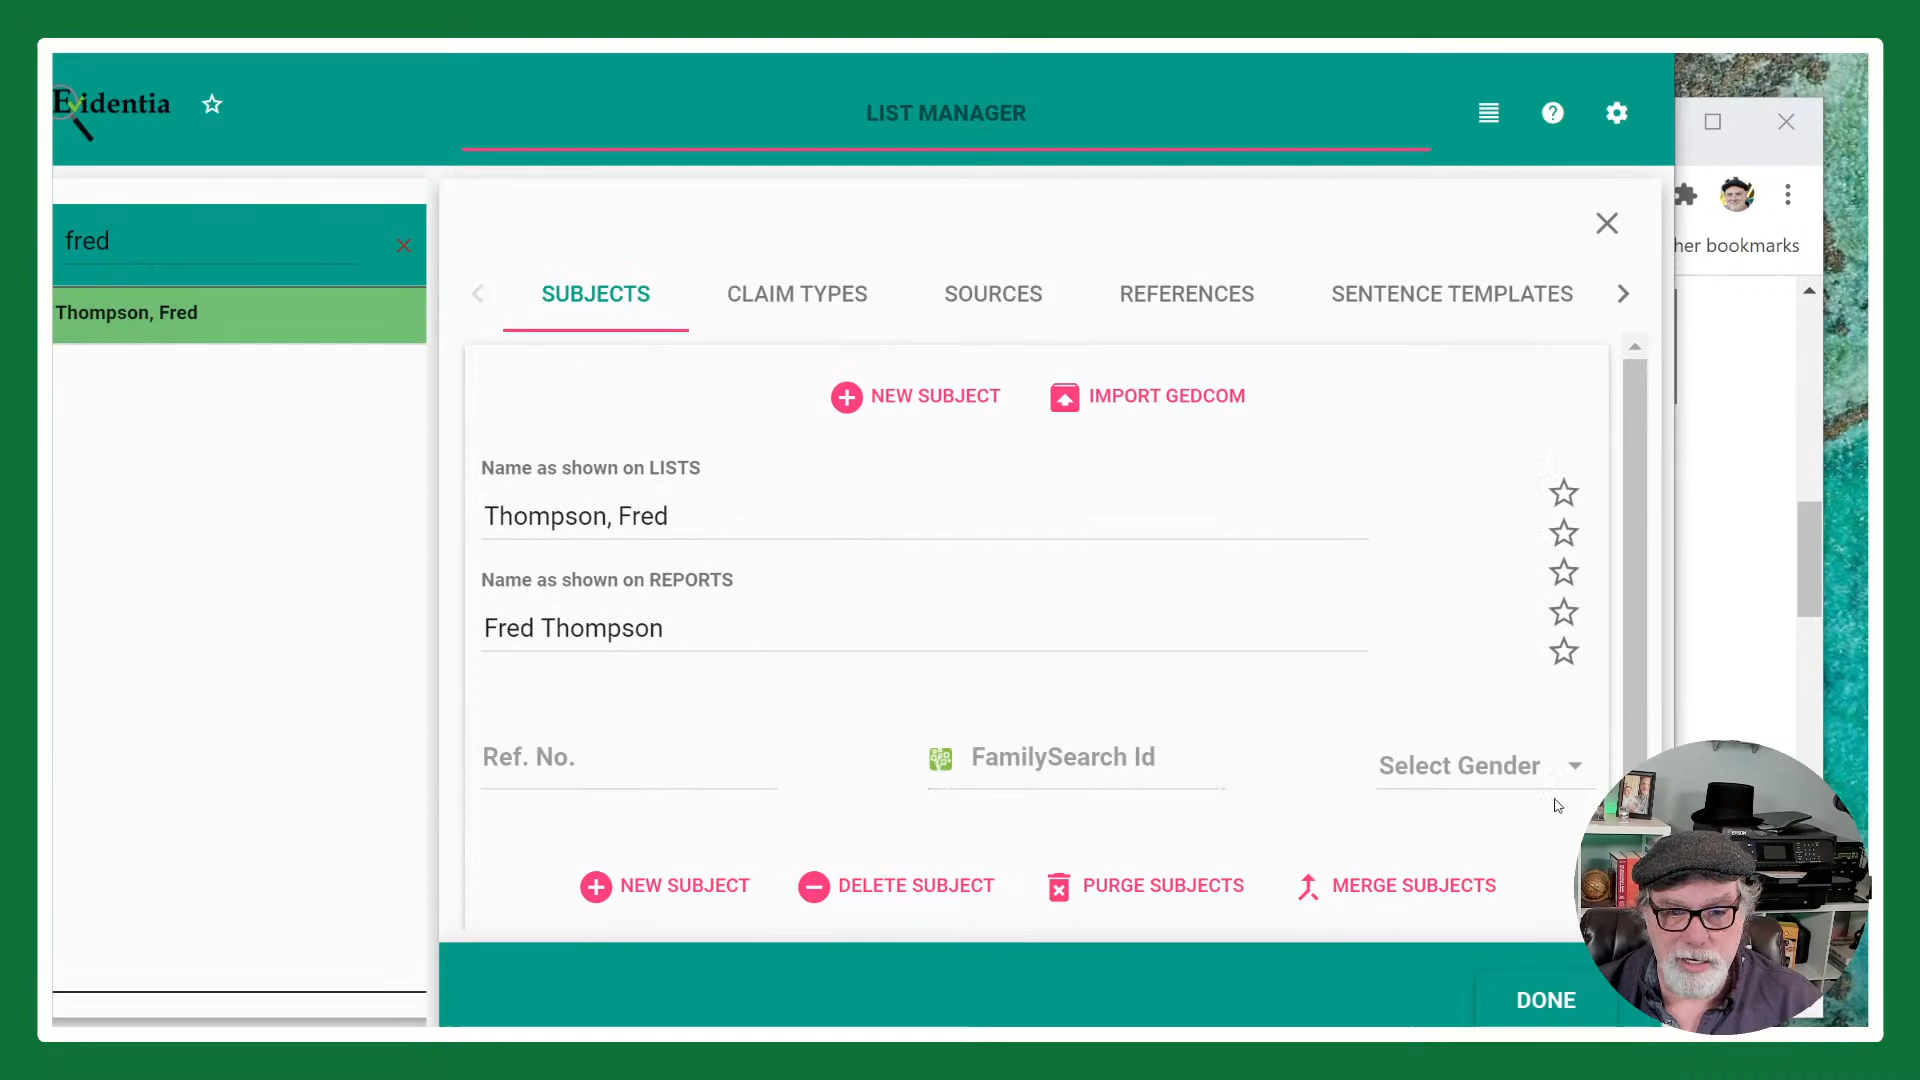 Evidentia
LIST MANAGER
her bookmarks
fred
Thompson, Fred
SUBJECTS
CLAIM TYPES
SOURCES
REFERENCES
SENTENCE TEMPLATES
NEW SUBJECT
IMPORT GEDCOM
Name as shown on LISTS
Thompson, Fred
Name as shown on REPORTS
Fred Thompson
Ref. No.
FamilySearch Id
Select Gender
NEW SUBJECT
DELETE SUBJECT
PURGE SUBJECTS
MERGE SUBJECTS
EPSON
DONE